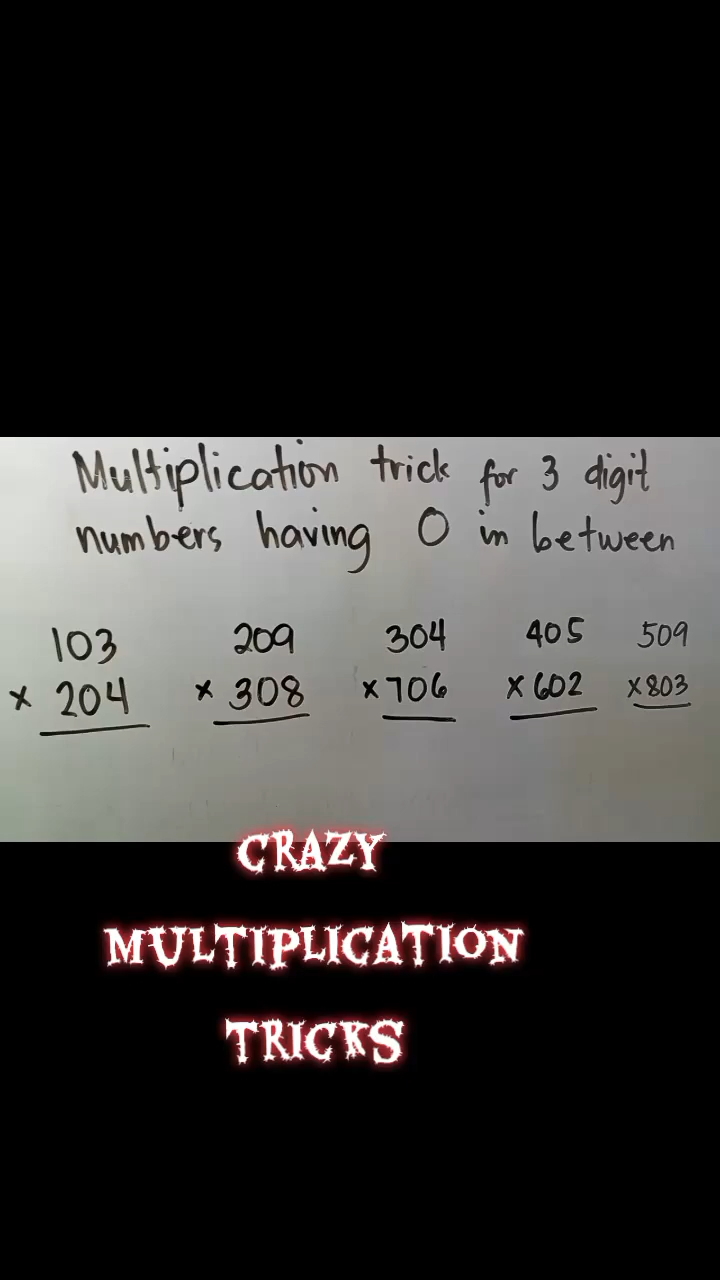 Multiplication trick for 3 digit
numbers having 0 in between
103 209 304 405 509
× 204 × 308 ×706 ×602 ×803
CRAZY
MULTIPLICATION
TRICKS